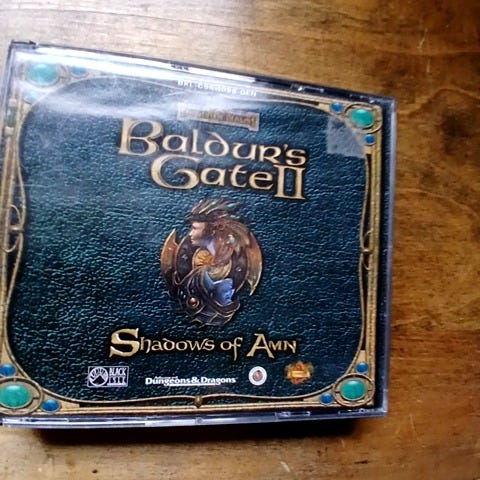 Baldur's
Gate II
Shadows of Amn
BLACK
ISLE
Dungeons & Dragons